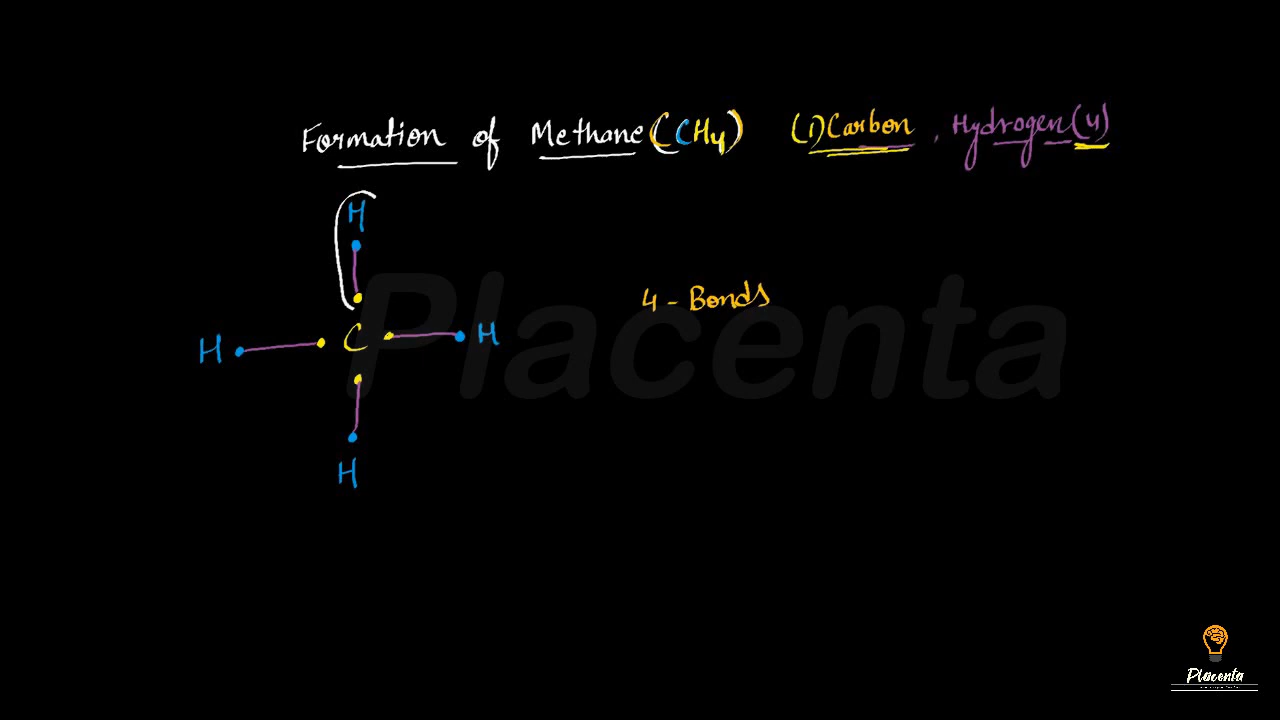 Formation of Methane (CH4) (1) Carbon , Hydrogen (4)
H
4 - Bonds
H C H
H
Placenta
Placenta